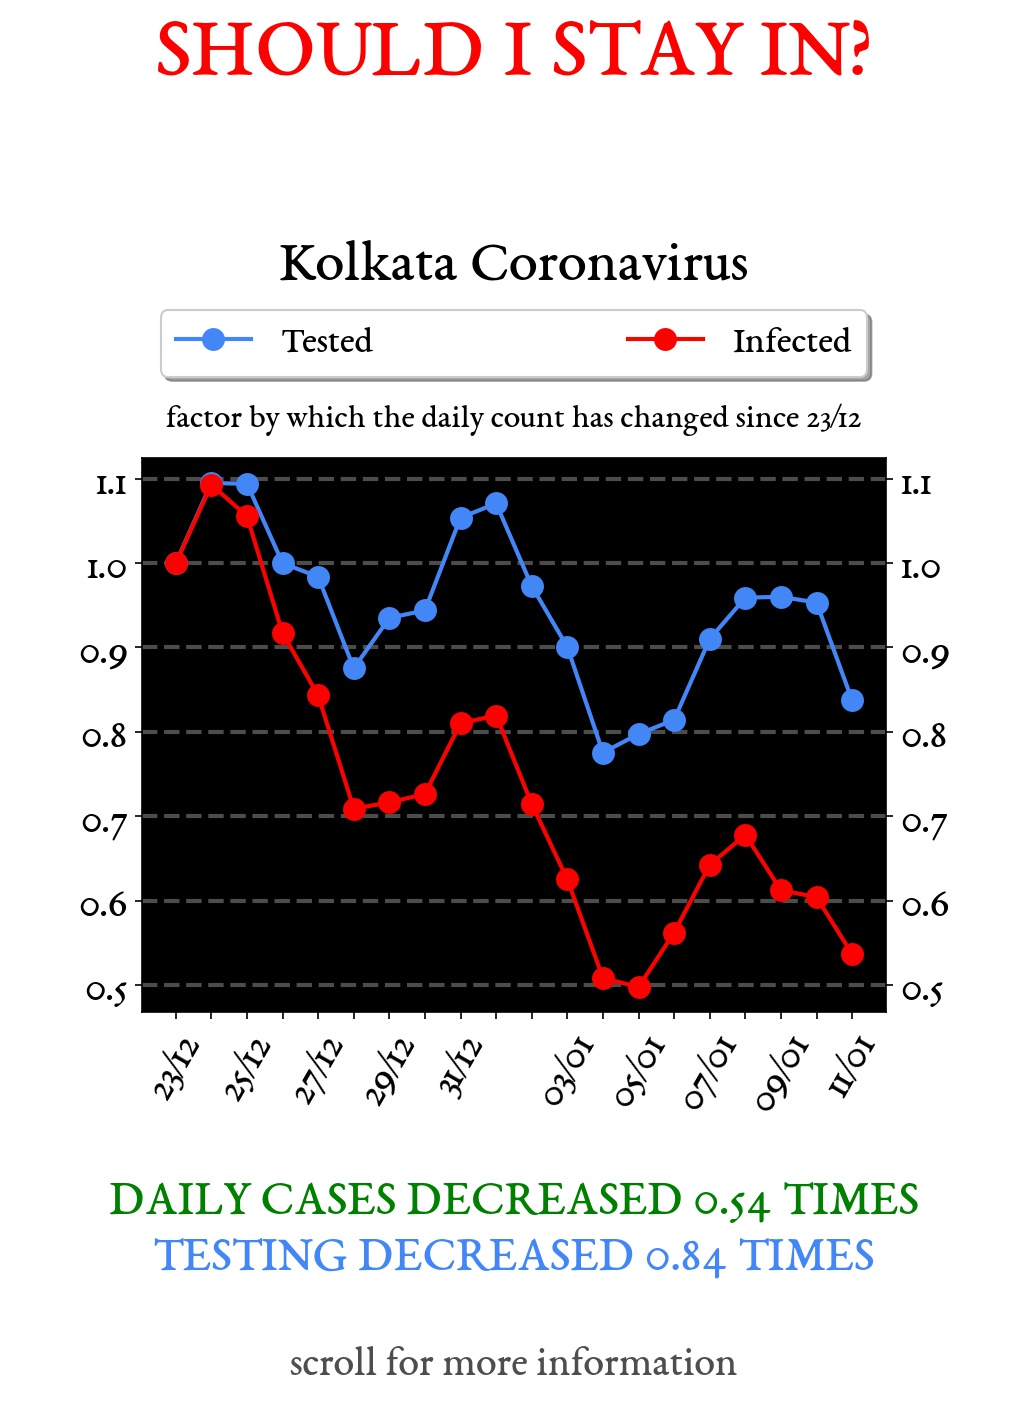 SHOULD I STAY IN?
Kolkata Coronavirus
Tested Infected
factor by which the daily count has changed since 23/12
1.1 1.1
1.0 1.0
0.9 0.9
0.8 0.8
0.7 0.7
0.6 0.6
0.5 0.5
23/12 25/12 27/12 29/12 31/12 03/01 05/01 07/01 09/01 11/01
DAILY CASES DECREASED 0.54 TIMES
TESTING DECREASED 0.84 TIMES
scroll for more information